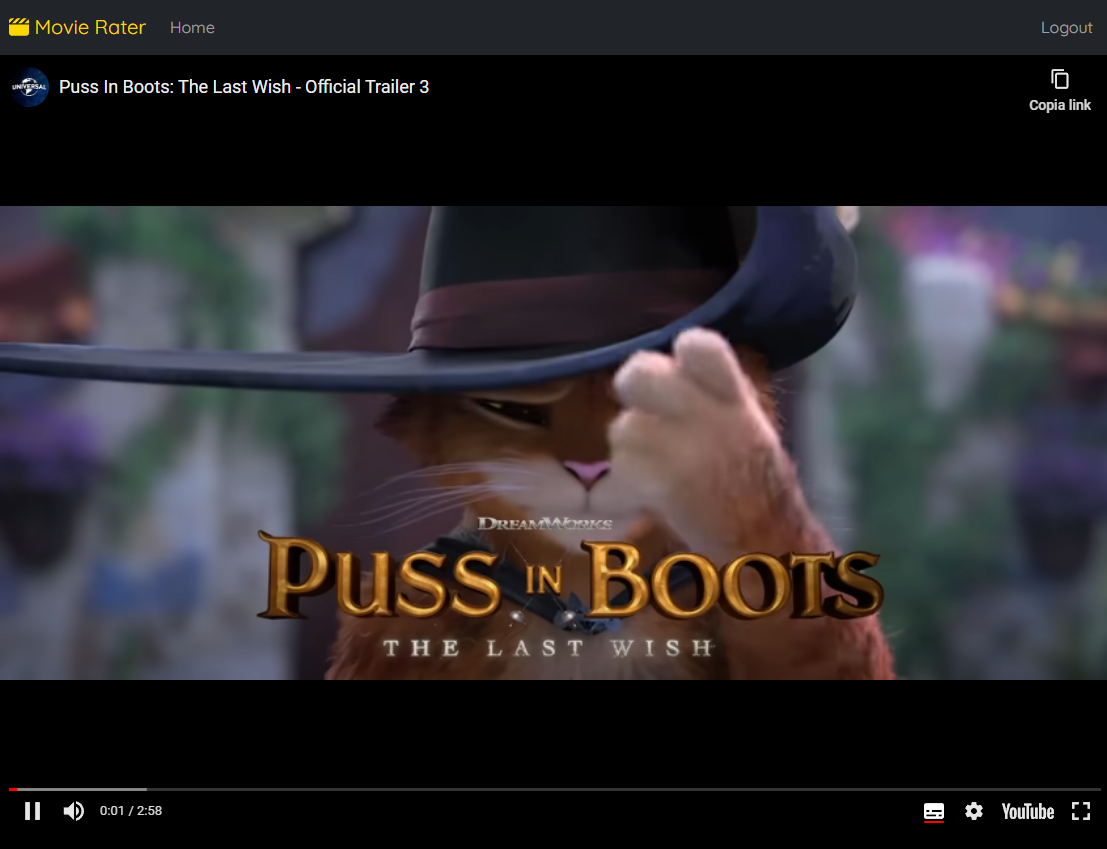 Movie Rater Home Logout
UNIVERSAL
Puss In Boots: The Last Wish - Official Trailer 3
Copia link
DREAMWORKS
PUSS IN BOOTS
THE LAST WISH
0:01 / 2:58
YouTube